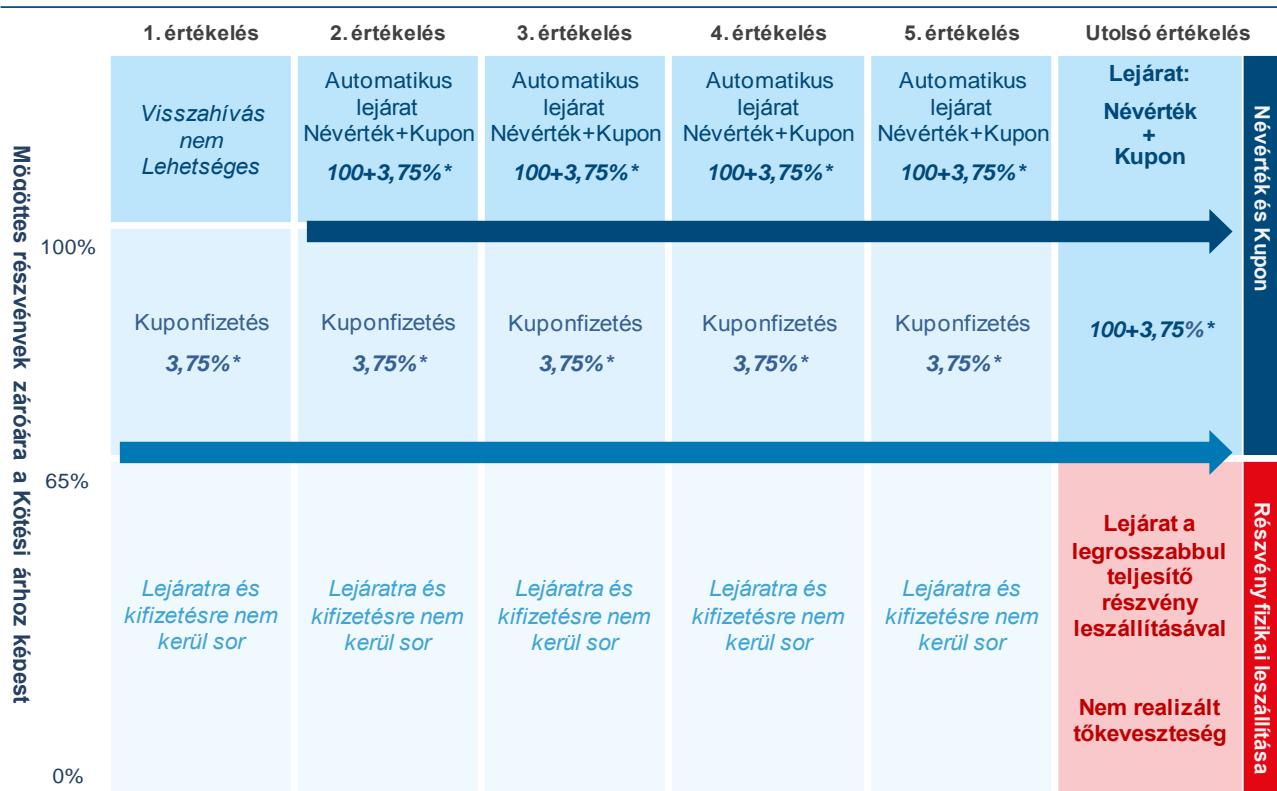 1. értékelés
2. értékelés
3. értékelés
4. értékelés
5. értékelés
Utolsó értékelés
Mögöttes részvények záróára a Kötési árhoz képest
100%
65%
0%
Visszahívás
nem
Lehetséges
Automatikus
lejárat
Névérték+Kupon
100+3,75%*
Automatikus
lejárat
Névérték+Kupon
100+3,75%*
Automatikus
lejárat
Névérték+Kupon
100+3,75%*
Automatikus
lejárat
Névérték+Kupon
100+3,75%*
Lejárat:
Névérték
+
Kupon
Névérték és Kupon
Kuponfizetés
3,75%*
Kuponfizetés
3,75%*
Kuponfizetés
3,75%*
Kuponfizetés
3,75%*
Kuponfizetés
3,75%*
100+3,75%*
Lejáratra és
kifizetésre nem
kerül sor
Lejáratra és
kifizetésre nem
kerül sor
Lejáratra és
kifizetésre nem
kerül sor
Lejáratra és
kifizetésre nem
kerül sor
Lejáratra és
kifizetésre nem
kerül sor
Lejárat a
legrosszabbul
teljesítő
részvény
leszállításával
Nem realizált
tőkeveszteség
Részvény fizikai leszállítása